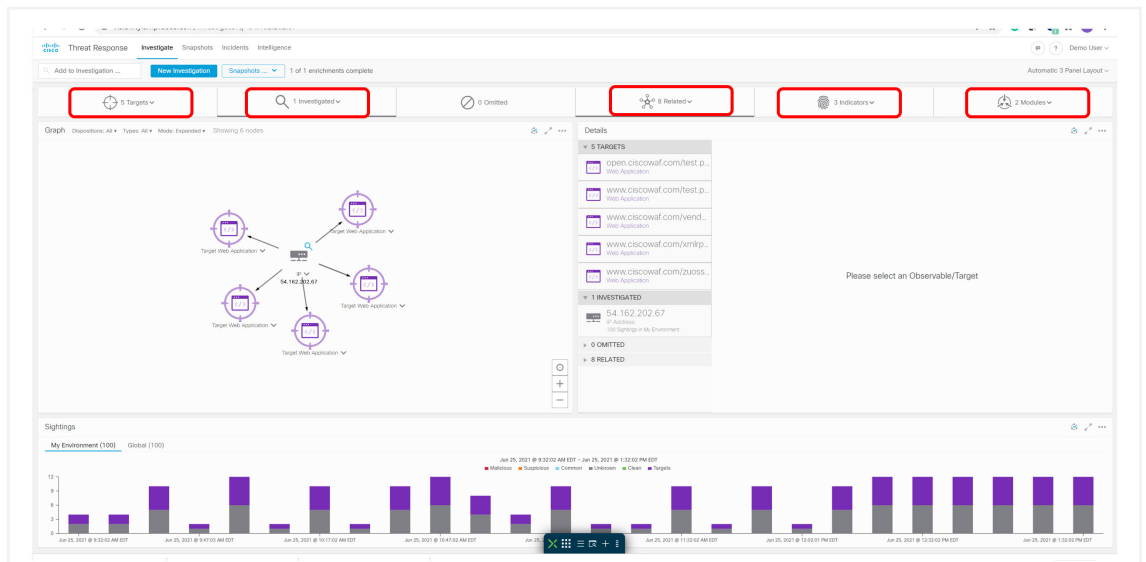 cisco Threat Response Investigate Snapshots Incidents Intelligence ? Demo User
Add to Investigation ... New Investigation Snapshots ... 1 of 1 enrichments complete Automatic 3 Panel Layout
5 Targets 1 Investigated 0 Omitted 8 Related 3 Indicators 2 Modules
Graph Dispositions: All Types: All Mode: Expanded Showing 6 nodes
Details
5 TARGETS
open.ciscowaf.com/test.p...
Web Application
www.ciscowaf.com/test.p...
Web Application
www.ciscowaf.com/vend...
Web Application
www.ciscowaf.com/xmlrp...
Web Application
www.ciscowaf.com/zuoss...
Web Application
1 INVESTIGATED
54.162.202.67
IP Address
100 Sightings in My Environment
0 OMITTED
8 RELATED
Please select an Observable/Target
Target Web Application
Target Web Application
IP
54.162.202.67
Target Web Application
Target Web Application
Target Web Application
Sightings
My Environment (100) Global (100)
Jun 25, 2021 @ 9:32:02 AM EDT - Jun 25, 2021 @ 1:32:02 PM EDT
Malicious Suspicious Common Unknown Clean Targets
12
9
6
3
0
Jun 25, 2021 @ 9:32:02 AM EDT Jun 25, 2021 @ 9:47:03 AM EDT Jun 25, 2021 @ 10:17:02 AM EDT Jun 25, 2021 @ 10:47:02 AM EDT Jun 25, 2021 @ 11:32:02 AM EDT Jun 25, 2021 @ 12:02:01 PM EDT Jun 25, 2021 @ 12:32:02 PM EDT Jun 25, 2021 @ 1:32:02 PM EDT